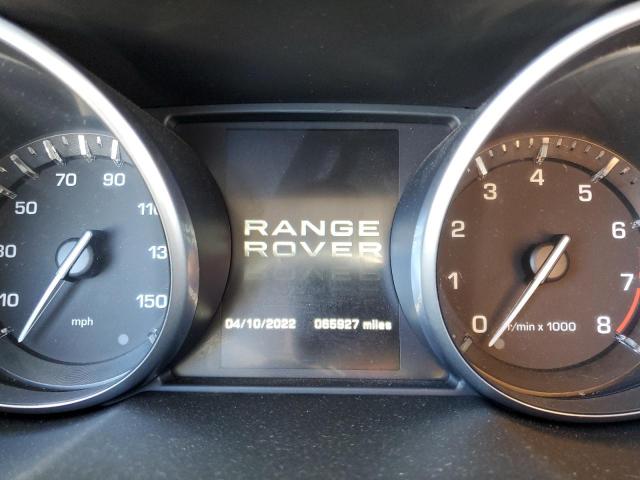 50 70 90 110
30 130
10 mph 150
RANGE
ROVER
04/10/2022 065927 miles
0 1 2 3 4 5 6 7 8
/min x 1000